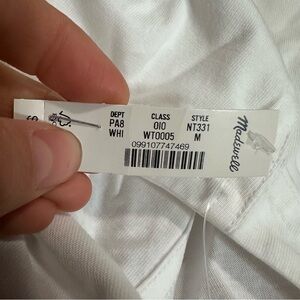 DEPT CLASS STYLE
PA8 010 NT331
WHI WT0005 M
099107747469
Madewell